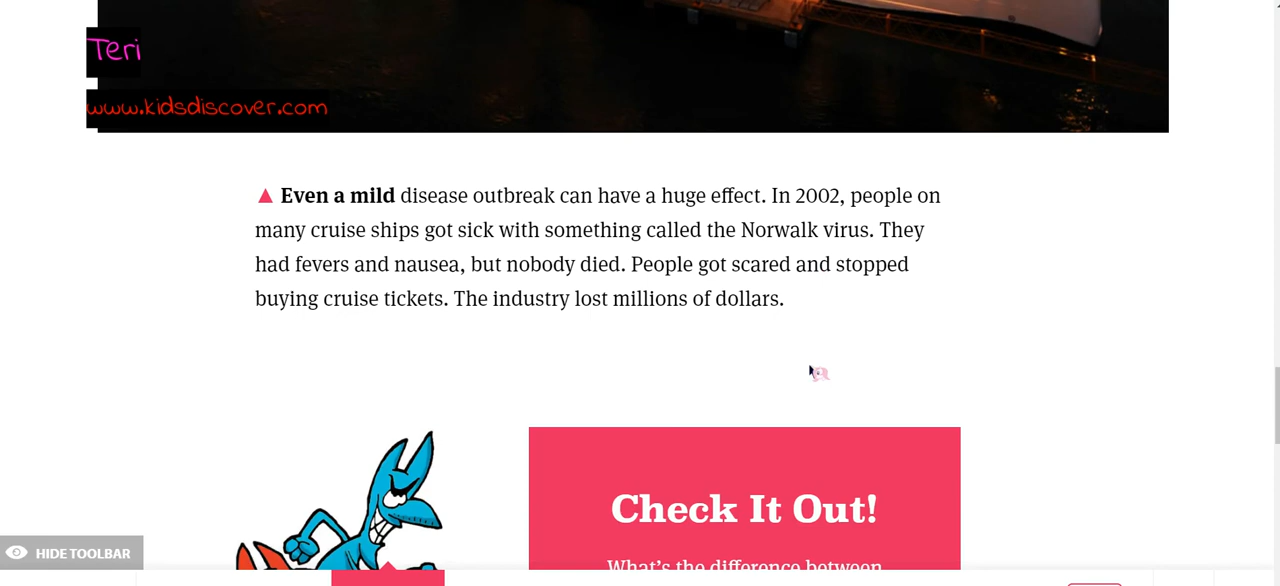 Teri
www.kidsdiscover.com
▲ Even a mild disease outbreak can have a huge effect. In 2002, people on
many cruise ships got sick with something called the Norwalk virus. They
had fevers and nausea, but nobody died. People got scared and stopped
buying cruise tickets. The industry lost millions of dollars.
Check It Out!
What's the difference between
HIDE TOOLBAR